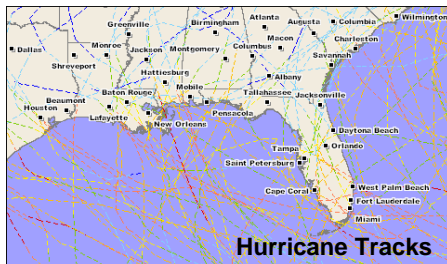 Wilmington
Greenville
Birmingham
Atlanta
Augusta
Columbia
Dallas
Monroe
Jackson
Montgomery
Columbus
Macon
Charleston
Shreveport
Savannah
Hattiesburg
Albany
Beaumont
Baton Rouge
Mobile
Tallahassee
Jacksonville
Houston
Lafayette
New Orleans
Pensacola
Daytona Beach
Tampa
Orlando
Saint Petersburg
Cape Coral
West Palm Beach
Fort Lauderdale
Miami
Hurricane Tracks